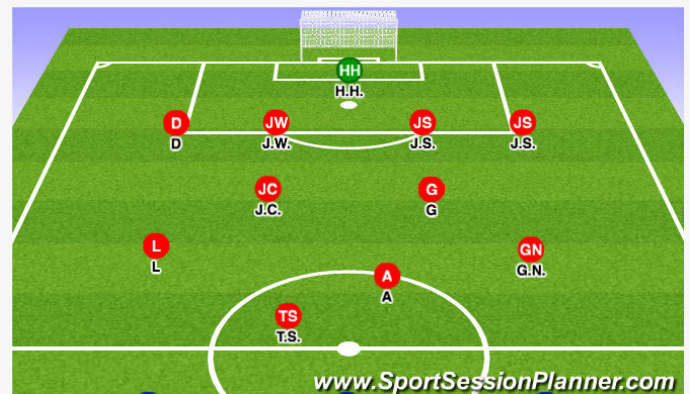 HH
H.H.
D
D
JW
J.W.
JS
J.S.
JS
J.S.
JC
J.C.
G
G
L
L
GN
G.N.
A
A
TS
T.S.
www.SportSessionPlanner.com